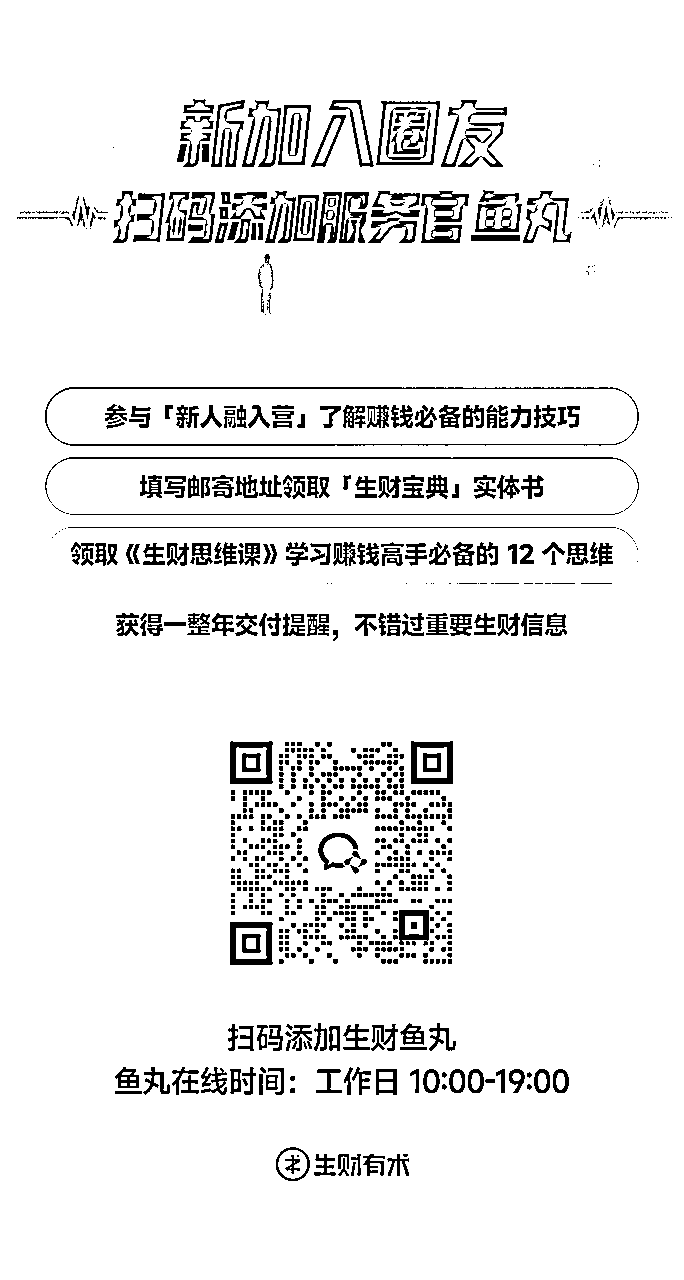 新加入圈友
扫码添加服务官鱼丸
参与「新人融入营」了解赚钱必备的能力技巧
填写邮寄地址领取「生财宝典」实体书
领取《生财思维课》学习赚钱高手必备的 12 个思维
获得一整年交付提醒，不错过重要生财信息
扫码添加生财鱼丸
鱼丸在线时间：工作日 10:00-19:00
生财有术